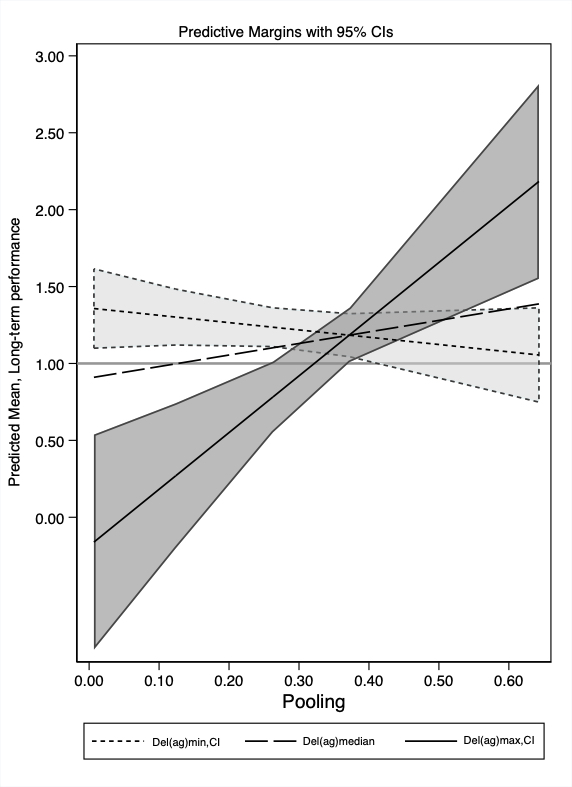 Predictive Margins with 95% CIs
Predicted Mean, Long-term performance
3.00
2.50
2.00
1.50
1.00
0.50
0.00
0.00 0.10 0.20 0.30 0.40 0.50 0.60
Pooling
Del(ag)min,CI Del(ag)median Del(ag)max,CI